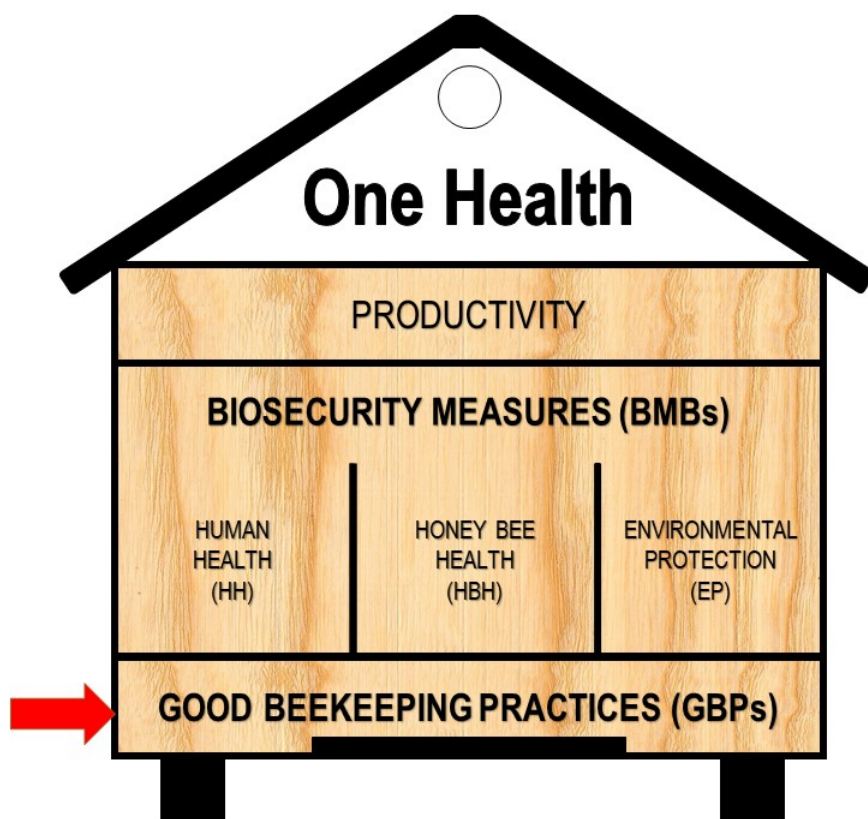 One Health
PRODUCTIVITY
BIOSECURITY MEASURES (BMBs)
HUMAN
HEALTH
(HH)
HONEY BEE
HEALTH
(HBH)
ENVIRONMENTAL
PROTECTION
(EP)
GOOD BEEKEEPING PRACTICES (GBPs)